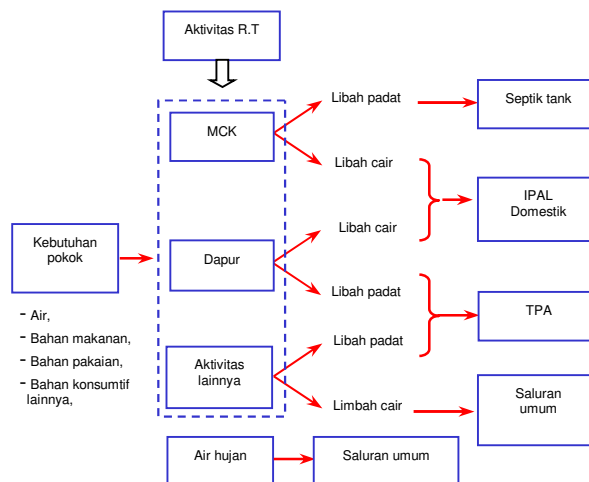 Aktivitas R.T
Libah padat
Septik tank
MCK
Libah cair
IPAL
Domestik
Libah cair
Kebutuhan
pokok
Dapur
Libah padat
TPA
- Air,
- Bahan makanan,
- Bahan pakaian,
- Bahan konsumtif
lainnya,
Libah padat
Aktivitas
lainnya
Limbah cair
Saluran
umum
Air hujan
Saluran umum